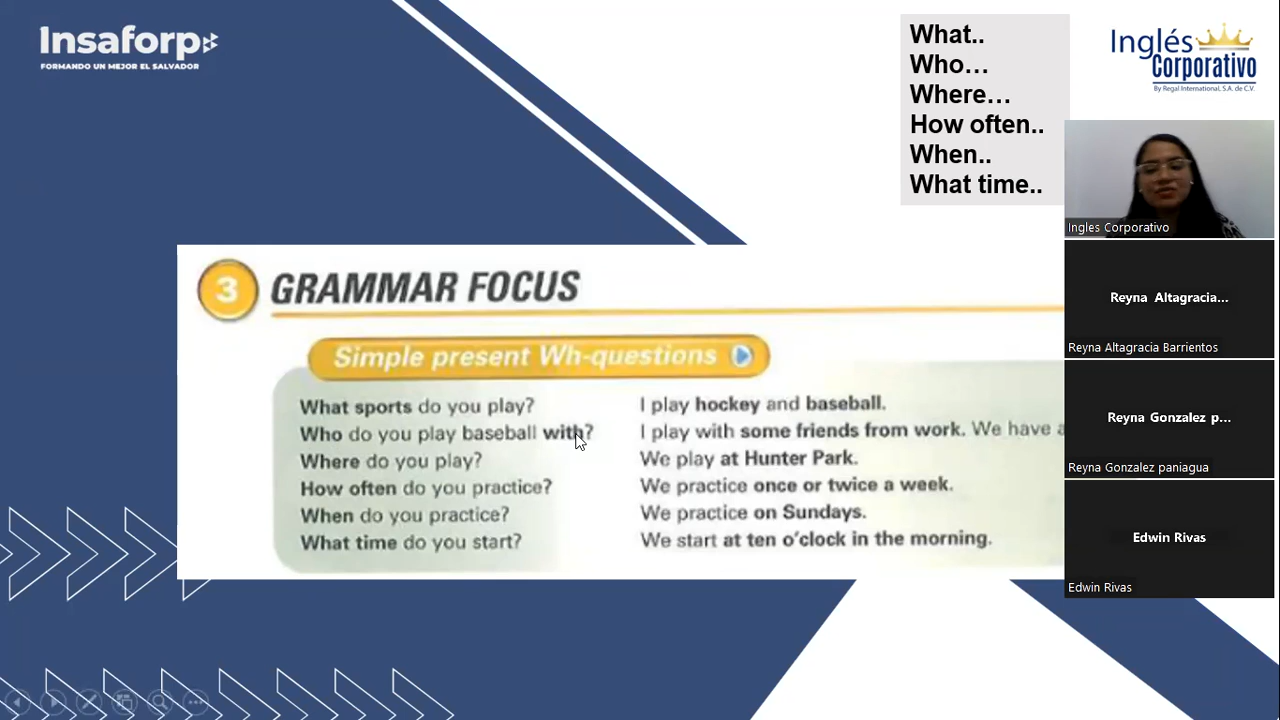 Insaforp
FORMANDO UN MEJOR EL SALVADOR
What..
Who…
Where…
How often..
When..
What time..
Inglés
Corporativo
By Regal International, S.A. de C.V.
Ingles Corporativo
Reyna Altagracia...
Reyna Altagracia Barrientos
Reyna Gonzalez p...
Reyna Gonzalez paniagua
Edwin Rivas
Edwin Rivas
3 GRAMMAR FOCUS
Simple present Wh-questions
What sports do you play? I play hockey and baseball.
Who do you play baseball with? I play with some friends from work. We have a
Where do you play? We play at Hunter Park.
How often do you practice? We practice once or twice a week.
When do you practice? We practice on Sundays.
What time do you start? We start at ten o'clock in the morning.